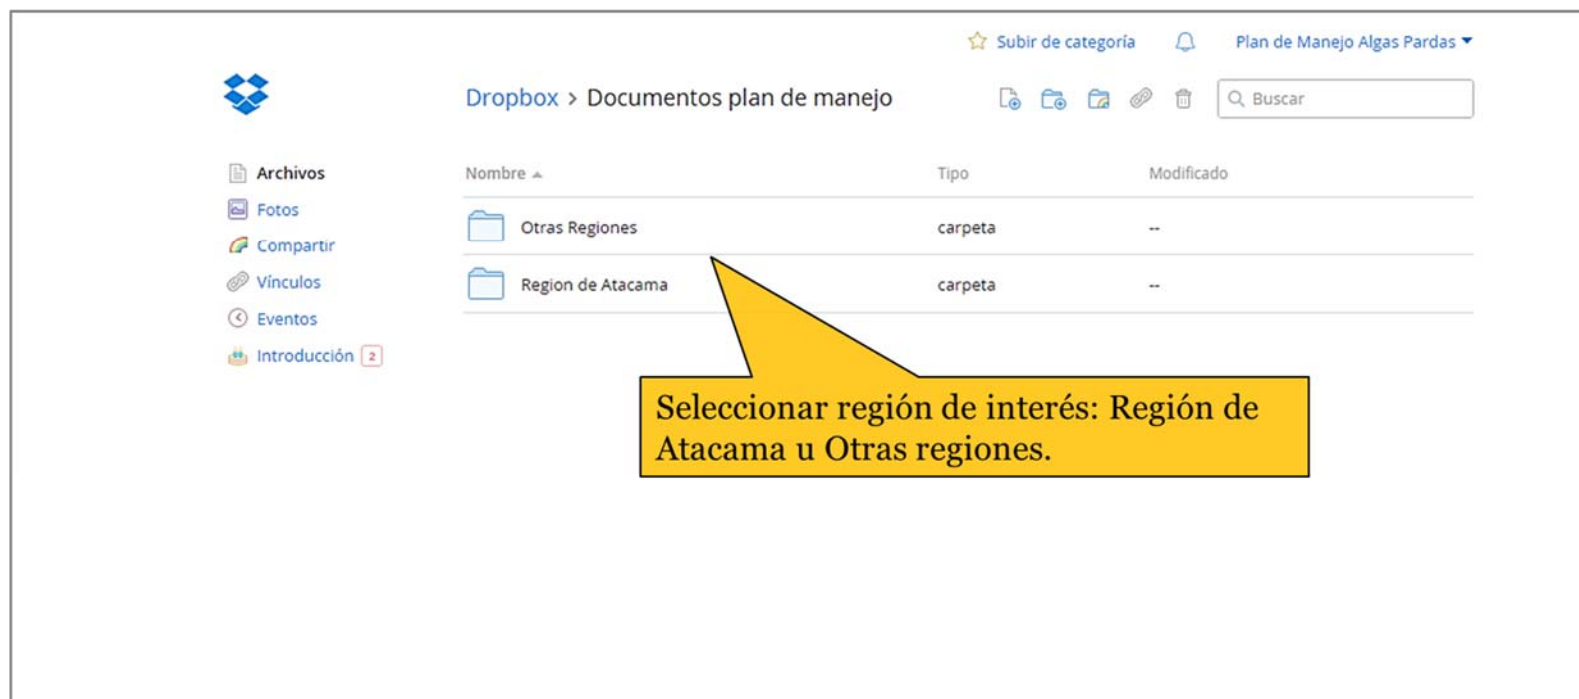 Subir de categoría
Plan de Manejo Algas Pardas
Dropbox > Documentos plan de manejo
Buscar
Archivos
Fotos
Compartir
Vínculos
Eventos
Introducción 2
Nombre Tipo Modificado
Otras Regiones carpeta --
Region de Atacama carpeta --
Seleccionar región de interés: Región de
Atacama u Otras regiones.